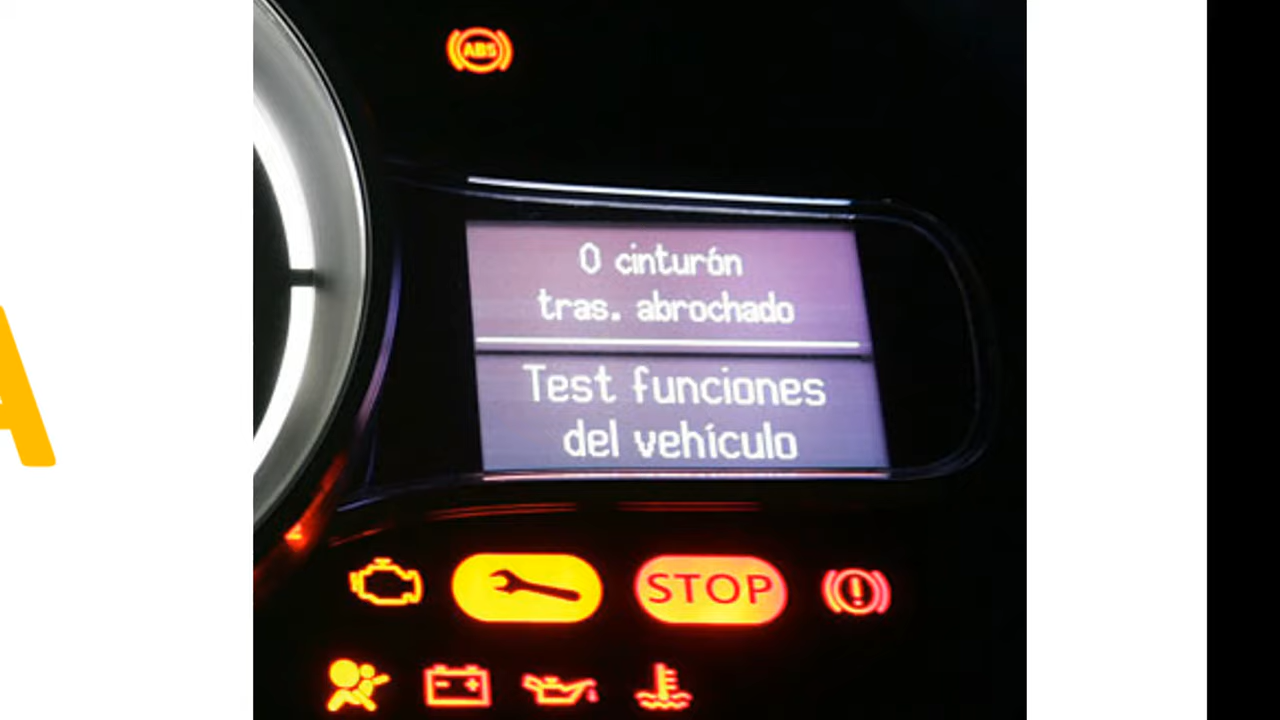 ABS
0 cinturón
tras. abrochado
Test funciones
del vehículo
STOP
A